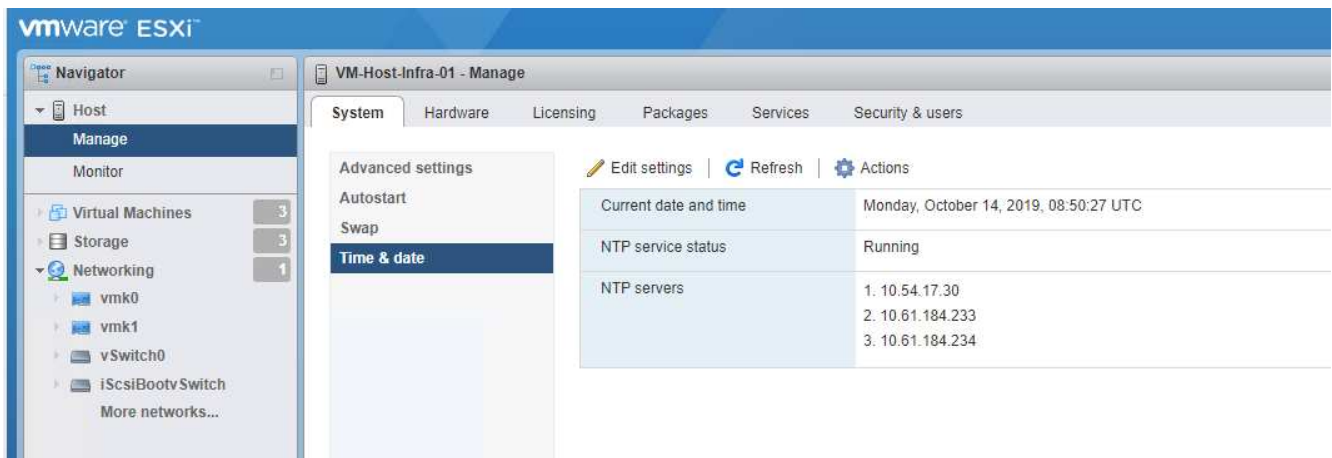 vmware ESXi™
Navigator
Host
Manage
Monitor
Virtual Machines 3
Storage 3
Networking 1
vmk0
vmk1
vSwitch0
iScsiBootvSwitch
More networks...
VM-Host-Infra-01 - Manage
System Hardware Licensing Packages Services Security & users
Advanced settings
Autostart
Swap
Time & date
Edit settings | Refresh | Actions
Current date and time Monday, October 14, 2019, 08:50:27 UTC
NTP service status Running
NTP servers 1. 10.54.17.30
2. 10.61.184.233
3. 10.61.184.234